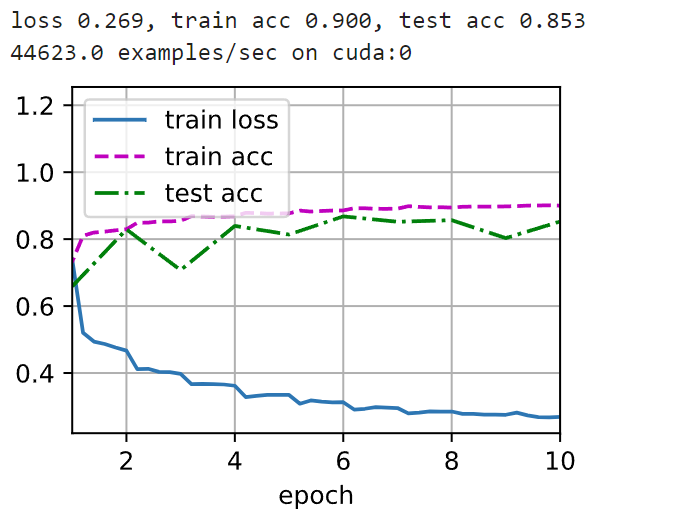 loss 0.269, train acc 0.900, test acc 0.853
44623.0 examples/sec on cuda:0
1.2
train loss
train acc
test acc
1.0
0.8
0.6
0.4
2 4 6 8 10
epoch